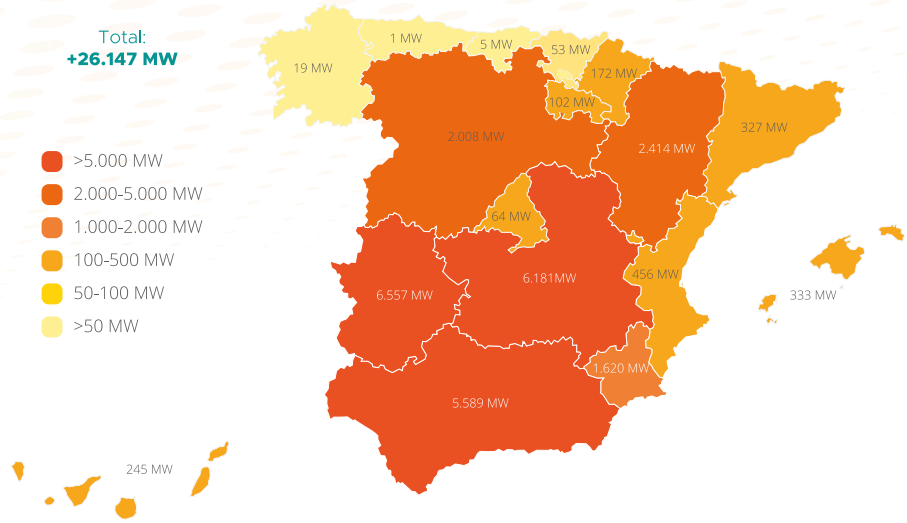 Total:
+26.147 MW
19 MW
1 MW
5 MW
53 MW
172 MW
102 MW
2.008 MW
2.414 MW
327 MW
>5.000 MW
2.000-5.000 MW
1.000-2.000 MW
100-500 MW
50-100 MW
>50 MW
64 MW
6.181MW
456 MW
333 MW
6.557 MW
1.620 MW
5.589 MW
245 MW